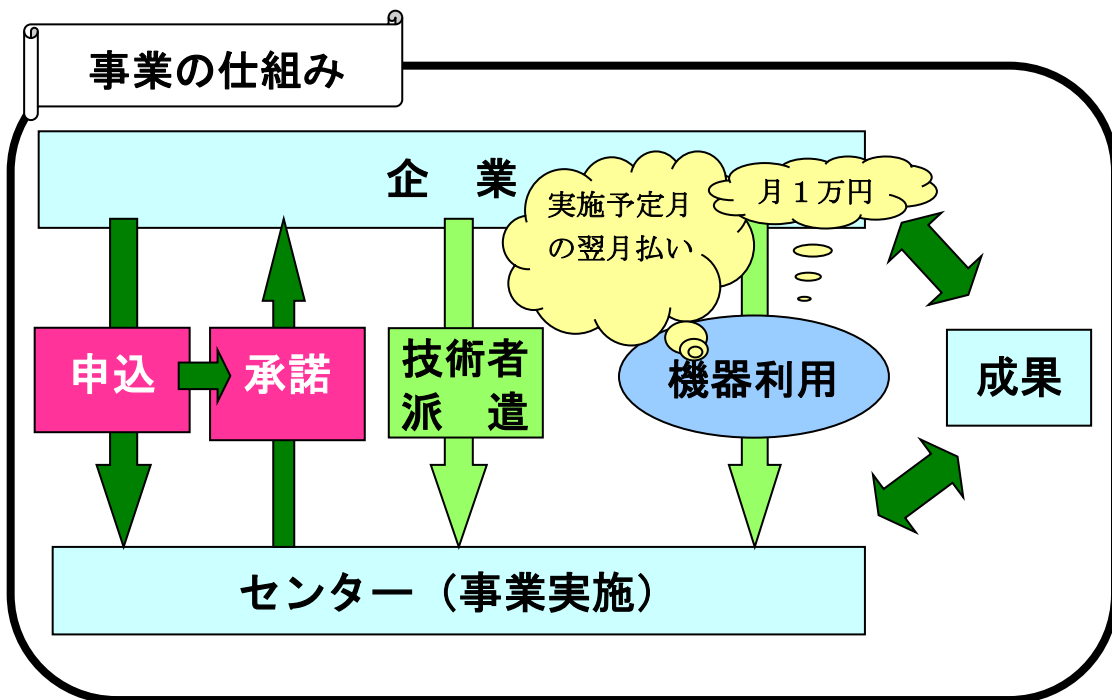 事業の仕組み
企　業
実施予定月
の翌月払い
月１万円
申込
承諾
技術者
派　遣
機器利用
成果
センター（事業実施）